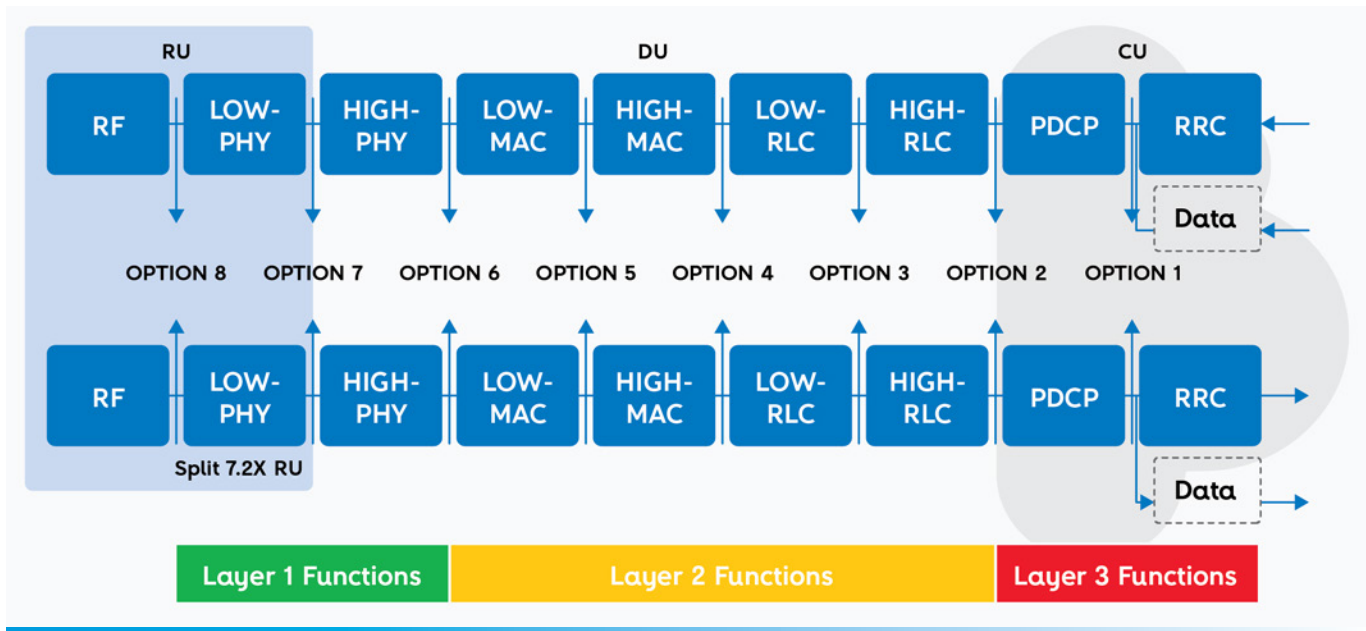 RU
DU
CU
RF
LOW-
PHY
HIGH-
PHY
LOW-
MAC
HIGH-
MAC
LOW-
RLC
HIGH-
RLC
PDCP
RRC
Data
OPTION 8
OPTION 7
OPTION 6
OPTION 5
OPTION 4
OPTION 3
OPTION 2
OPTION 1
RF
LOW-
PHY
HIGH-
PHY
LOW-
MAC
HIGH-
MAC
LOW-
RLC
HIGH-
RLC
PDCP
RRC
Split 7.2X RU
Data
Layer 1 Functions
Layer 2 Functions
Layer 3 Functions